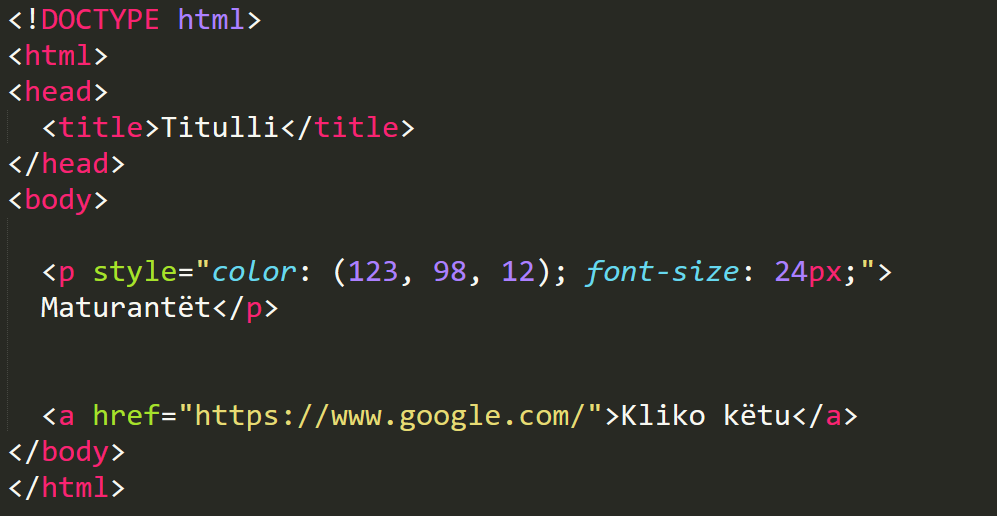 <!DOCTYPE html>
<html>
<head>
<title>Titulli</title>
</head>
<body>
<p style="color: (123, 98, 12); font-size: 24px;">
Maturantët</p>
<a href="https://www.google.com/">Kliko këtu</a>
</body>
</html>